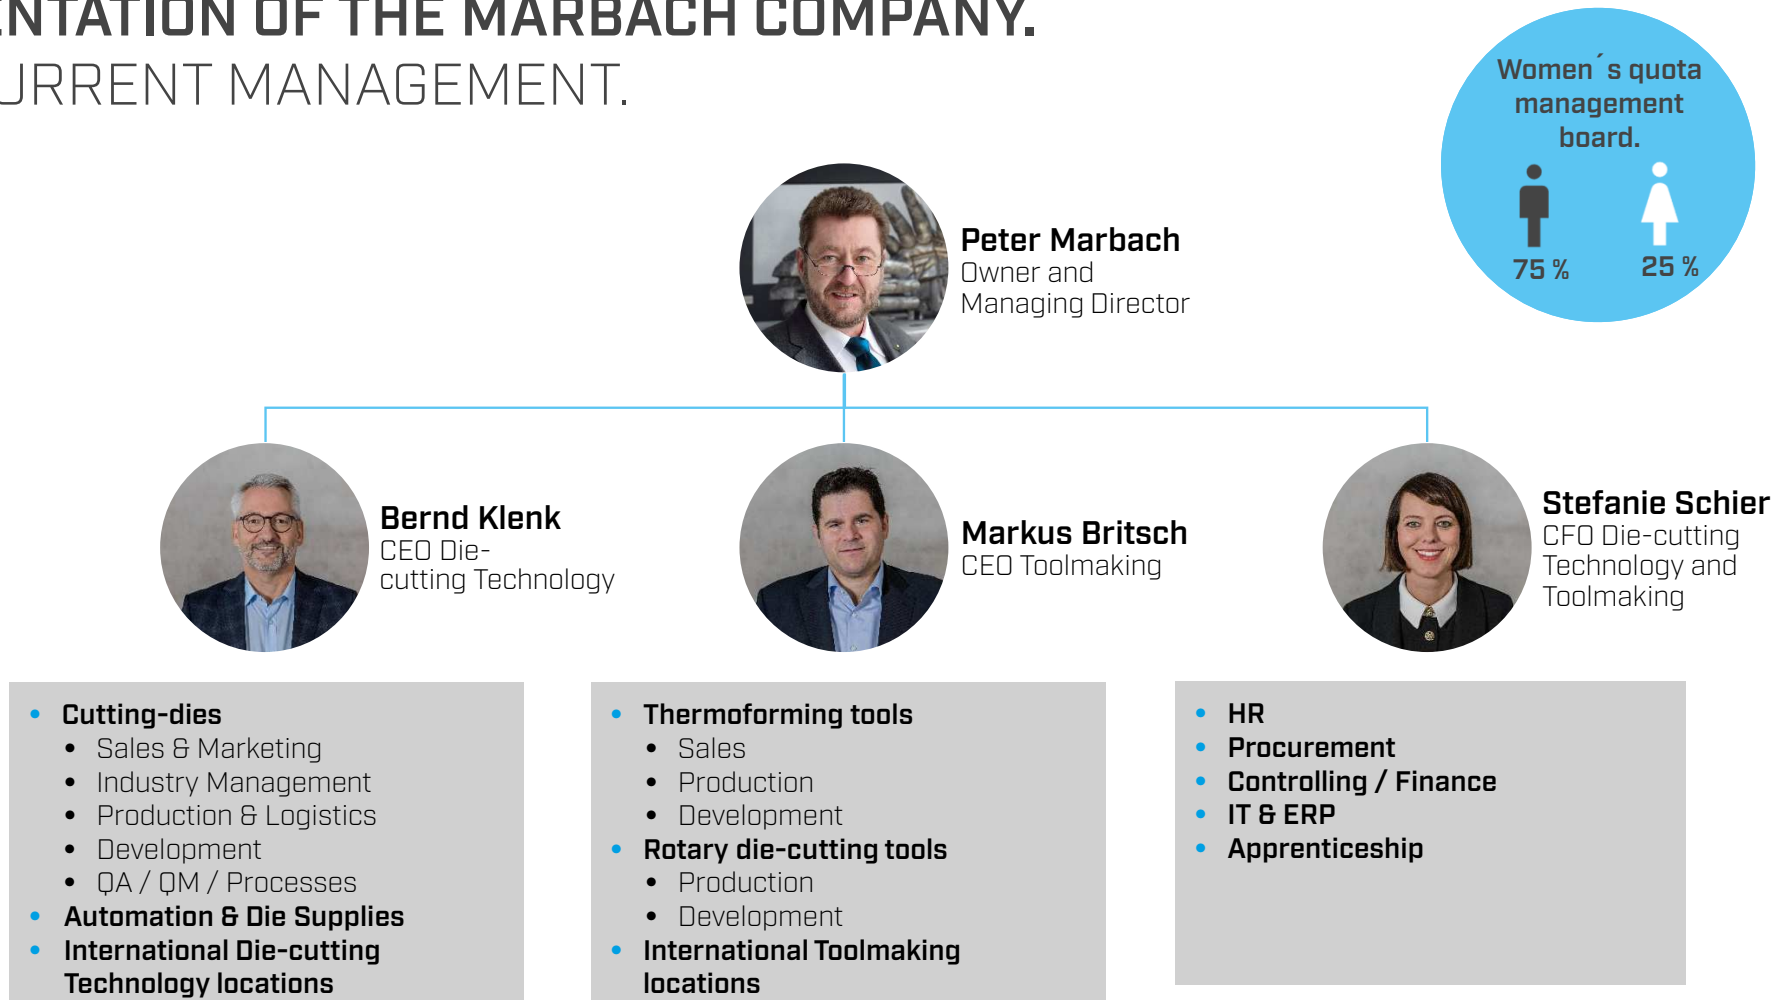 ENTATION OF THE MARBACH COMPANY.
URRENT MANAGEMENT.
Women´s quota
management
board.
75 %
25 %
Peter Marbach
Owner and
Managing Director
Bernd Klenk
CEO Die-
cutting Technology
Markus Britsch
CEO Toolmaking
Stefanie Schier
CFO Die-cutting
Technology and
Toolmaking
• Cutting-dies
• Sales & Marketing
• Industry Management
• Production & Logistics
• Development
• QA / QM / Processes
• Automation & Die Supplies
• International Die-cutting
Technology locations
• Thermoforming tools
• Sales
• Production
• Development
• Rotary die-cutting tools
• Production
• Development
• International Toolmaking
locations
• HR
• Procurement
• Controlling / Finance
• IT & ERP
• Apprenticeship